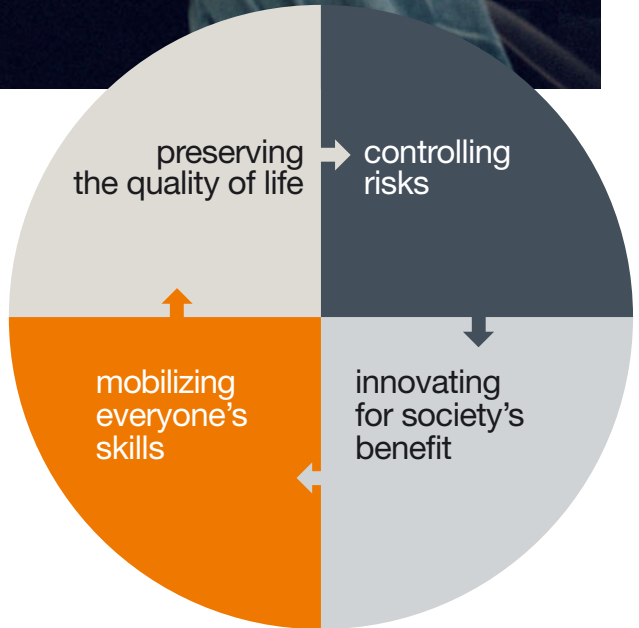 preserving
the quality of life
controlling
risks
mobilizing
everyone’s
skills
innovating
for society’s
benefit